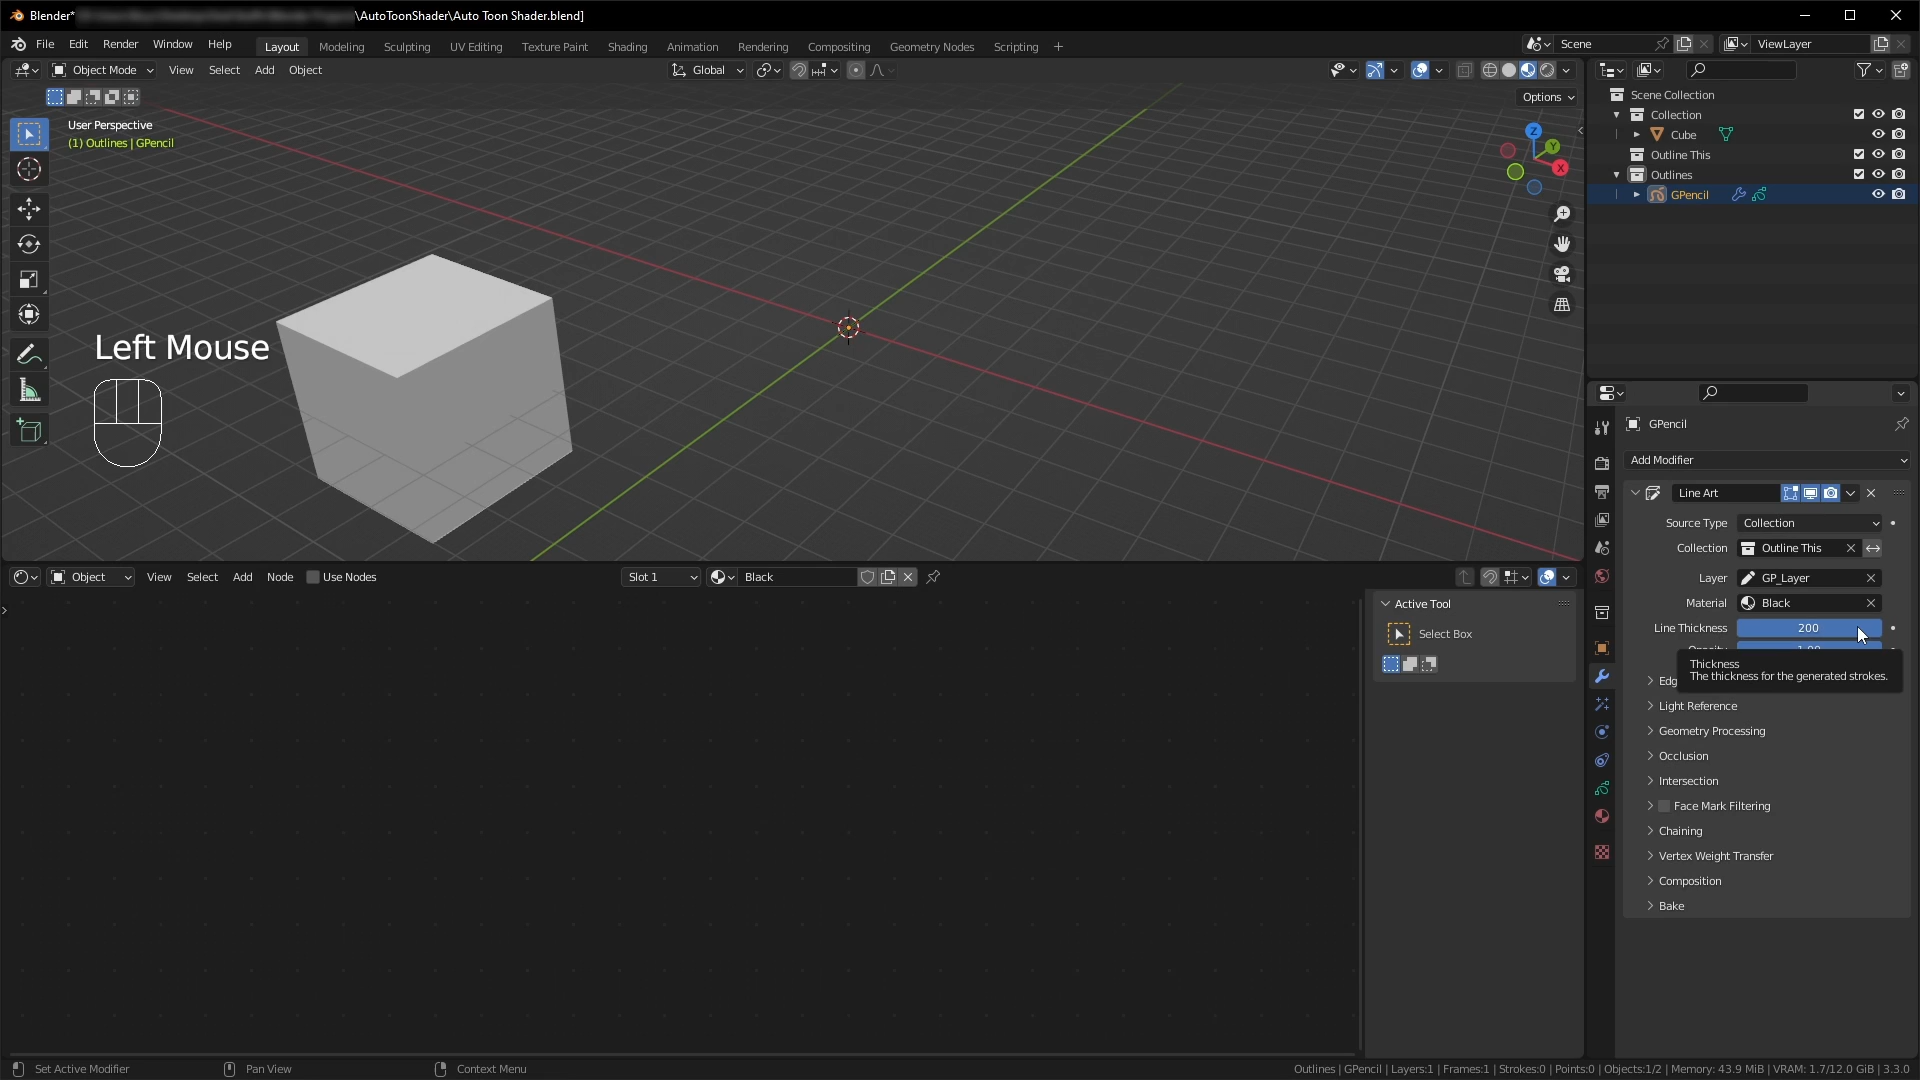 Blender* \AutoToonShader\Auto Toon Shader.blend]
File Edit Render Window Help Layout Modeling Sculpting UV Editing Texture Paint Shading Animation Rendering Compositing Geometry Nodes Scripting + Scene ViewLayer
Object Mode View Select Add Object Global
Options
User Perspective
(1) Outlines | GPencil
Z
Y
X
Left Mouse
Scene Collection
Collection
Cube
Outline This
Outlines
GPencil
Object View Select Add Node Use Nodes Slot 1 Black
Active Tool
Select Box
GPencil
Add Modifier
Line Art
Source Type Collection
Collection Outline This
Layer GP_Layer
Material Black
Line Thickness 200
Thickness
The thickness for the generated strokes.
Edg
Light Reference
Geometry Processing
Occlusion
Intersection
Face Mark Filtering
Chaining
Vertex Weight Transfer
Composition
Bake
Set Active Modifier Pan View Context Menu Outlines | GPencil | Layers:1 | Frames:1 | Strokes:0 | Points:0 | Objects:1/2 | Memory: 43.9 MiB | VRAM: 1.7/12.0 GiB | 3.3.0